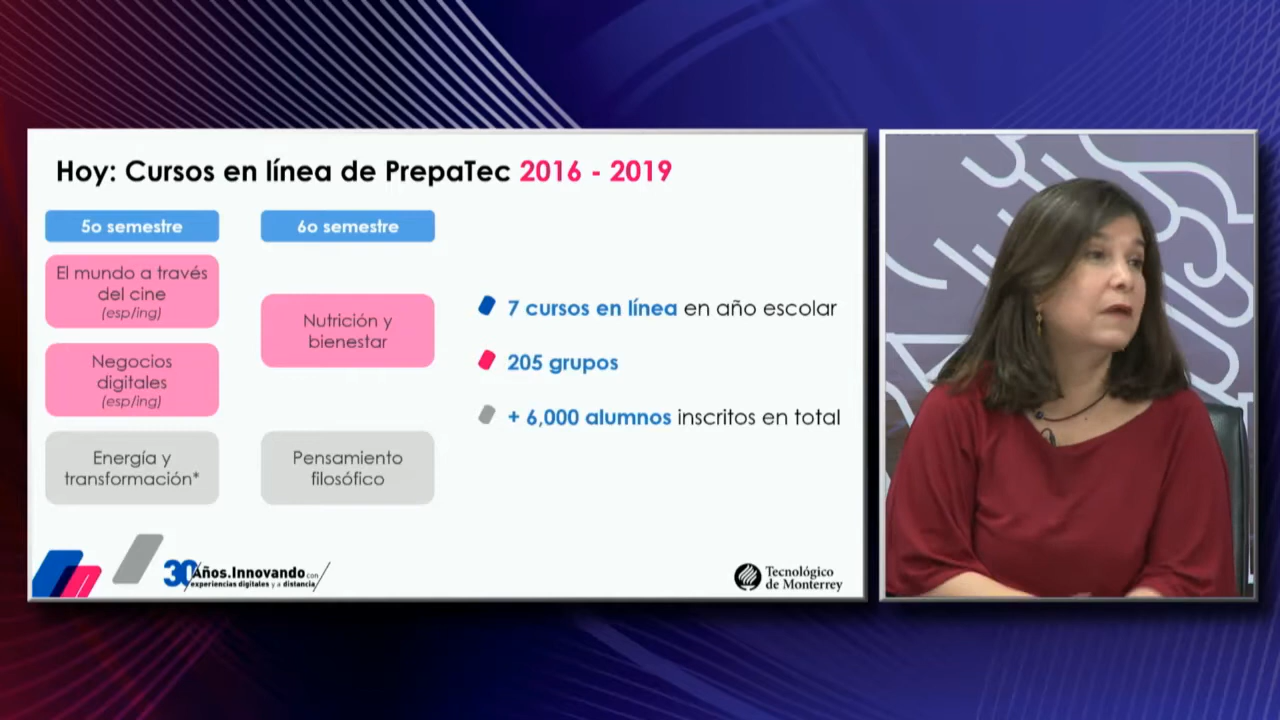 Hoy: Cursos en línea de PrepaTec 2016 - 2019
5o semestre
6o semestre
El mundo a través
del cine
(esp/ing)
Negocios
digitales
(esp/ing)
Energía y
transformación*
Nutrición y
bienestar
Pensamiento
filosófico
7 cursos en línea en año escolar
205 grupos
+ 6,000 alumnos inscritos en total
30 Años.Innovando con
experiencias digitales y a distancia
Tecnológico
de Monterrey